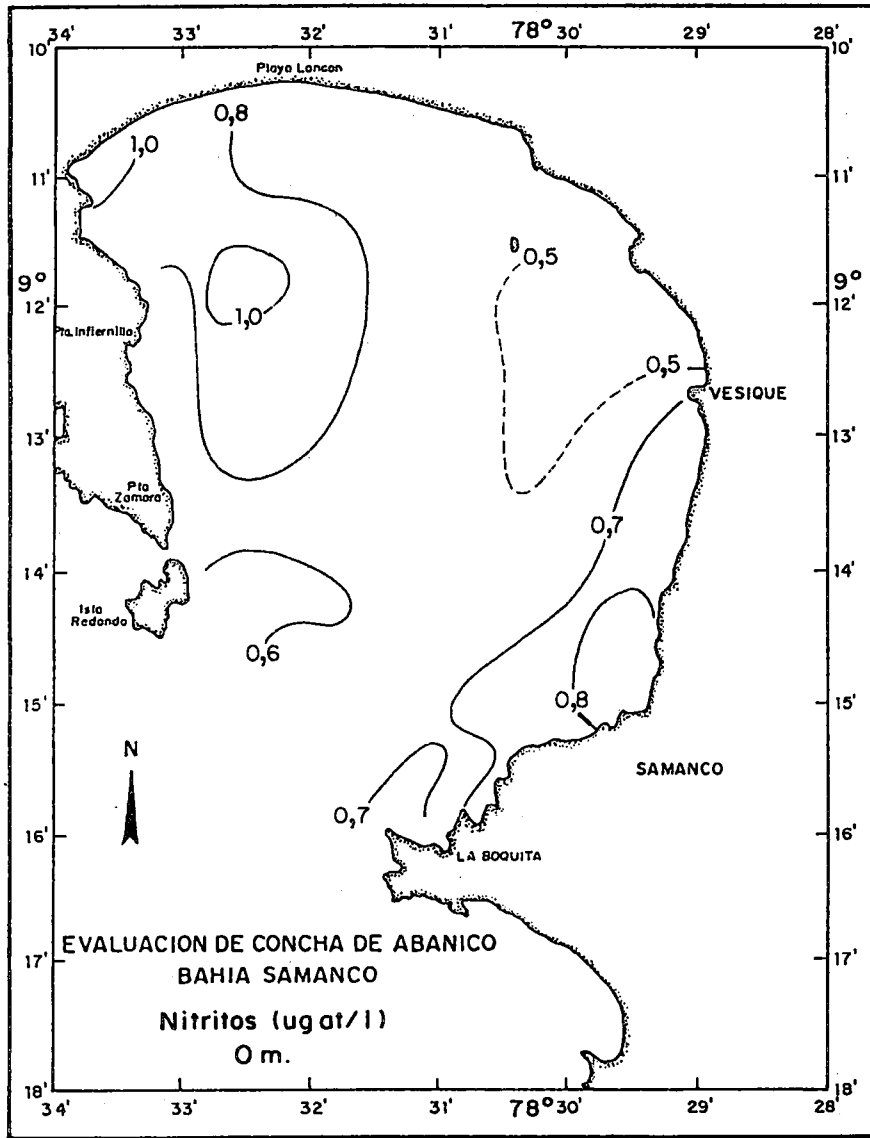 34' 33' 32' 31' 78° 30' 29' 28'
10' 10'
Playa Loncon
0,8
1,0
11' 11'
0,5
9° 9°
12' 12'
1,0
Pta. Infiernillo
0,5
VESIQUE
13' 13'
Pta
Zamora
0,7
14' 14'
Isla
Redonda
0,6
0,8
15' 15'
N
SAMANCO
0,7
16' 16'
LA BOQUITA
EVALUACION DE CONCHA DE ABANICO
BAHIA SAMANCO
17' 17'
Nitritos (ug at/l)
0 m.
18' 18'
34' 33' 32' 31' 78° 30' 29' 28'